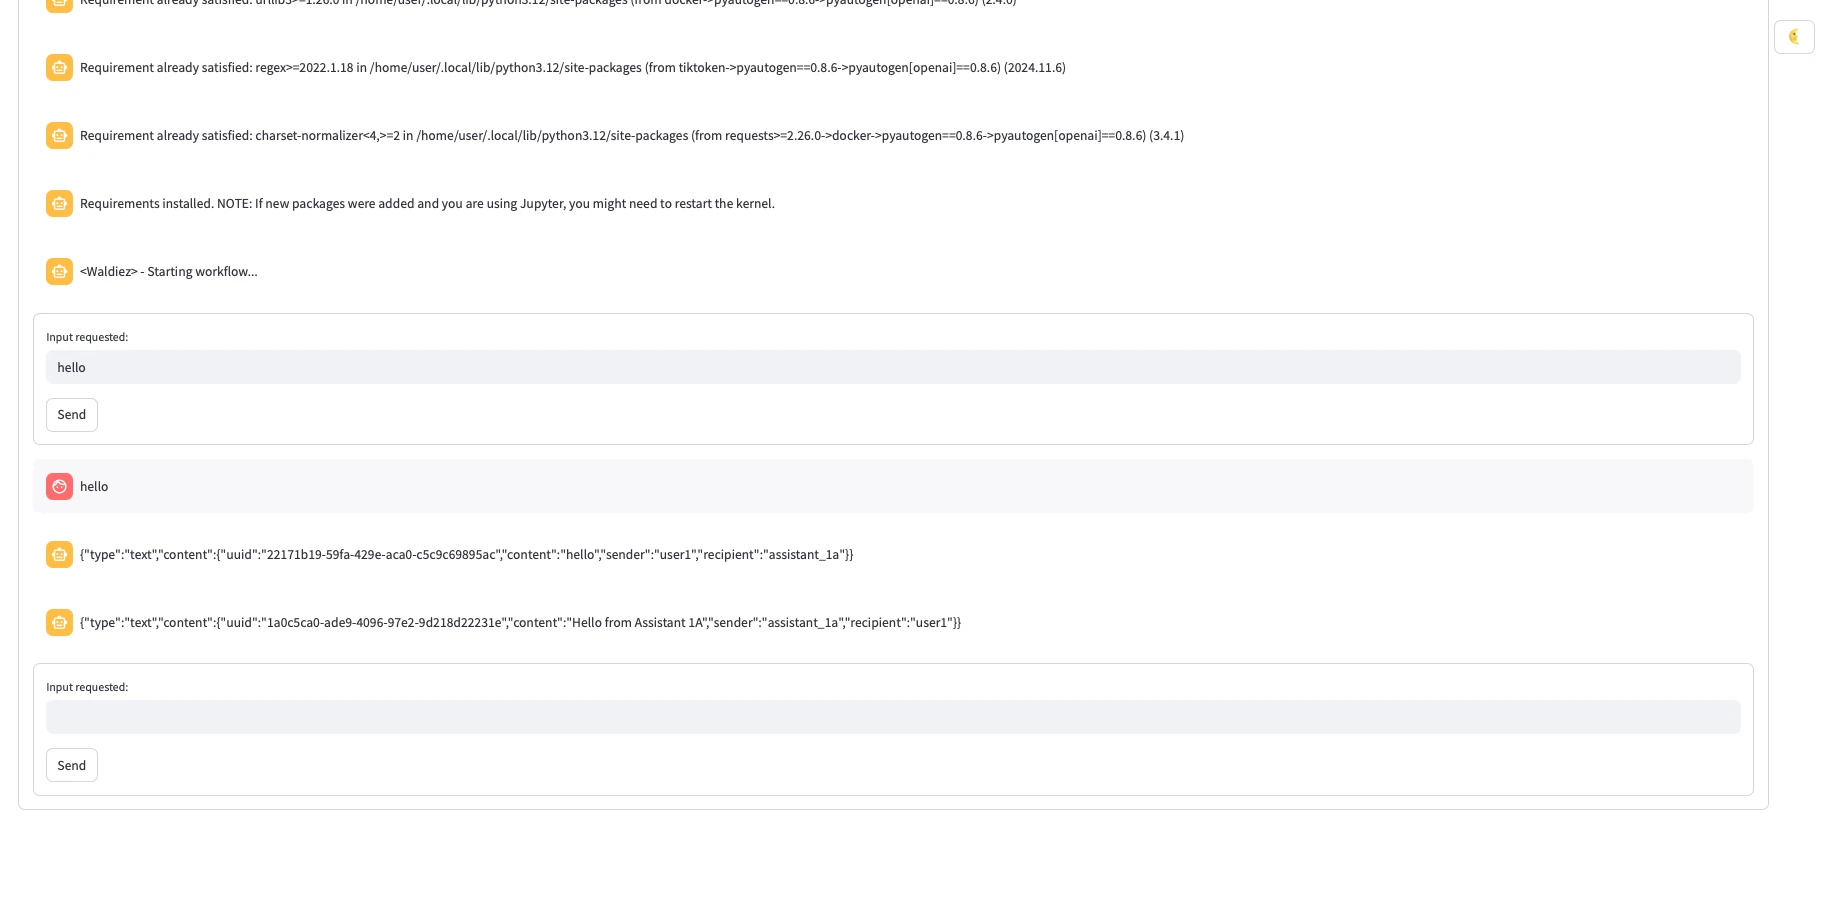 Requirement already satisfied: urllib3>=1.26.0 in /home/user/.local/lib/python3.12/site-packages (from docker->pyautogen==0.8.6->pyautogen[openai]==0.8.6) (2.4.0)
Requirement already satisfied: regex>=2022.1.18 in /home/user/.local/lib/python3.12/site-packages (from tiktoken->pyautogen==0.8.6->pyautogen[openai]==0.8.6) (2024.11.6)
Requirement already satisfied: charset-normalizer<4,>=2 in /home/user/.local/lib/python3.12/site-packages (from requests>=2.26.0->docker->pyautogen==0.8.6->pyautogen[openai]==0.8.6) (3.4.1)
Requirements installed. NOTE: If new packages were added and you are using Jupyter, you might need to restart the kernel.
<Waldiez> - Starting workflow...
Input requested:
hello
Send
hello
{"type":"text","content":{"uuid":"22171b19-59fa-429e-aca0-c5c9c69895ac","content":"hello","sender":"user1","recipient":"assistant_1a"}}
{"type":"text","content":{"uuid":"1a0c5ca0-ade9-4096-97e2-9d218d22231e","content":"Hello from Assistant 1A","sender":"assistant_1a","recipient":"user1"}}
Input requested:
Send